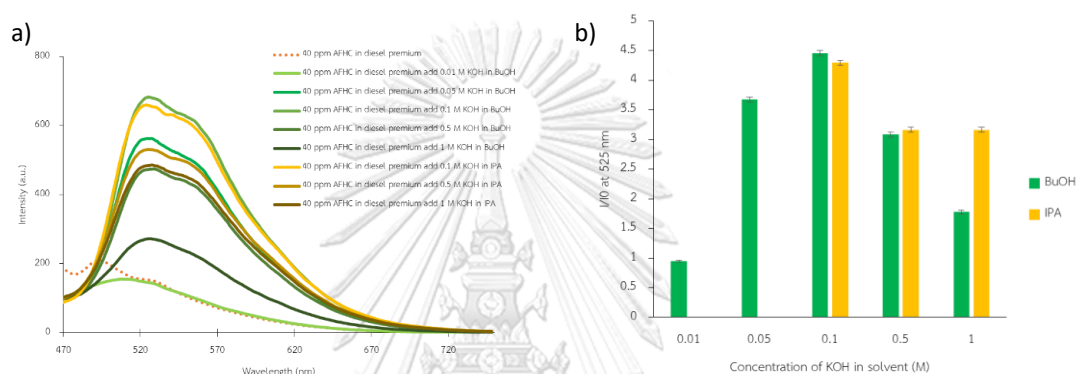 a)
800
600
400
200
0
Intensity (a.u.)
470
520
570
620
670
720
Wavelength (nm)
40 ppm AFHC in diesel premium
40 ppm AFHC in diesel premium add 0.01 M KOH in BuOH
40 ppm AFHC in diesel premium add 0.05 M KOH in BuOH
40 ppm AFHC in diesel premium add 0.1 M KOH in BuOH
40 ppm AFHC in diesel premium add 0.5 M KOH in BuOH
40 ppm AFHC in diesel premium add 1 M KOH in BuOH
40 ppm AFHC in diesel premium add 0.1 M KOH in IPA
40 ppm AFHC in diesel premium add 0.5 M KOH in IPA
40 ppm AFHC in diesel premium add 1 M KOH in IPA
b)
5
4.5
4
3.5
3
2.5
2
1.5
1
0.5
0
I/I0 at 525 nm
0.01
0.05
0.1
0.5
1
Concentration of KOH in solvent (M)
BuOH
IPA